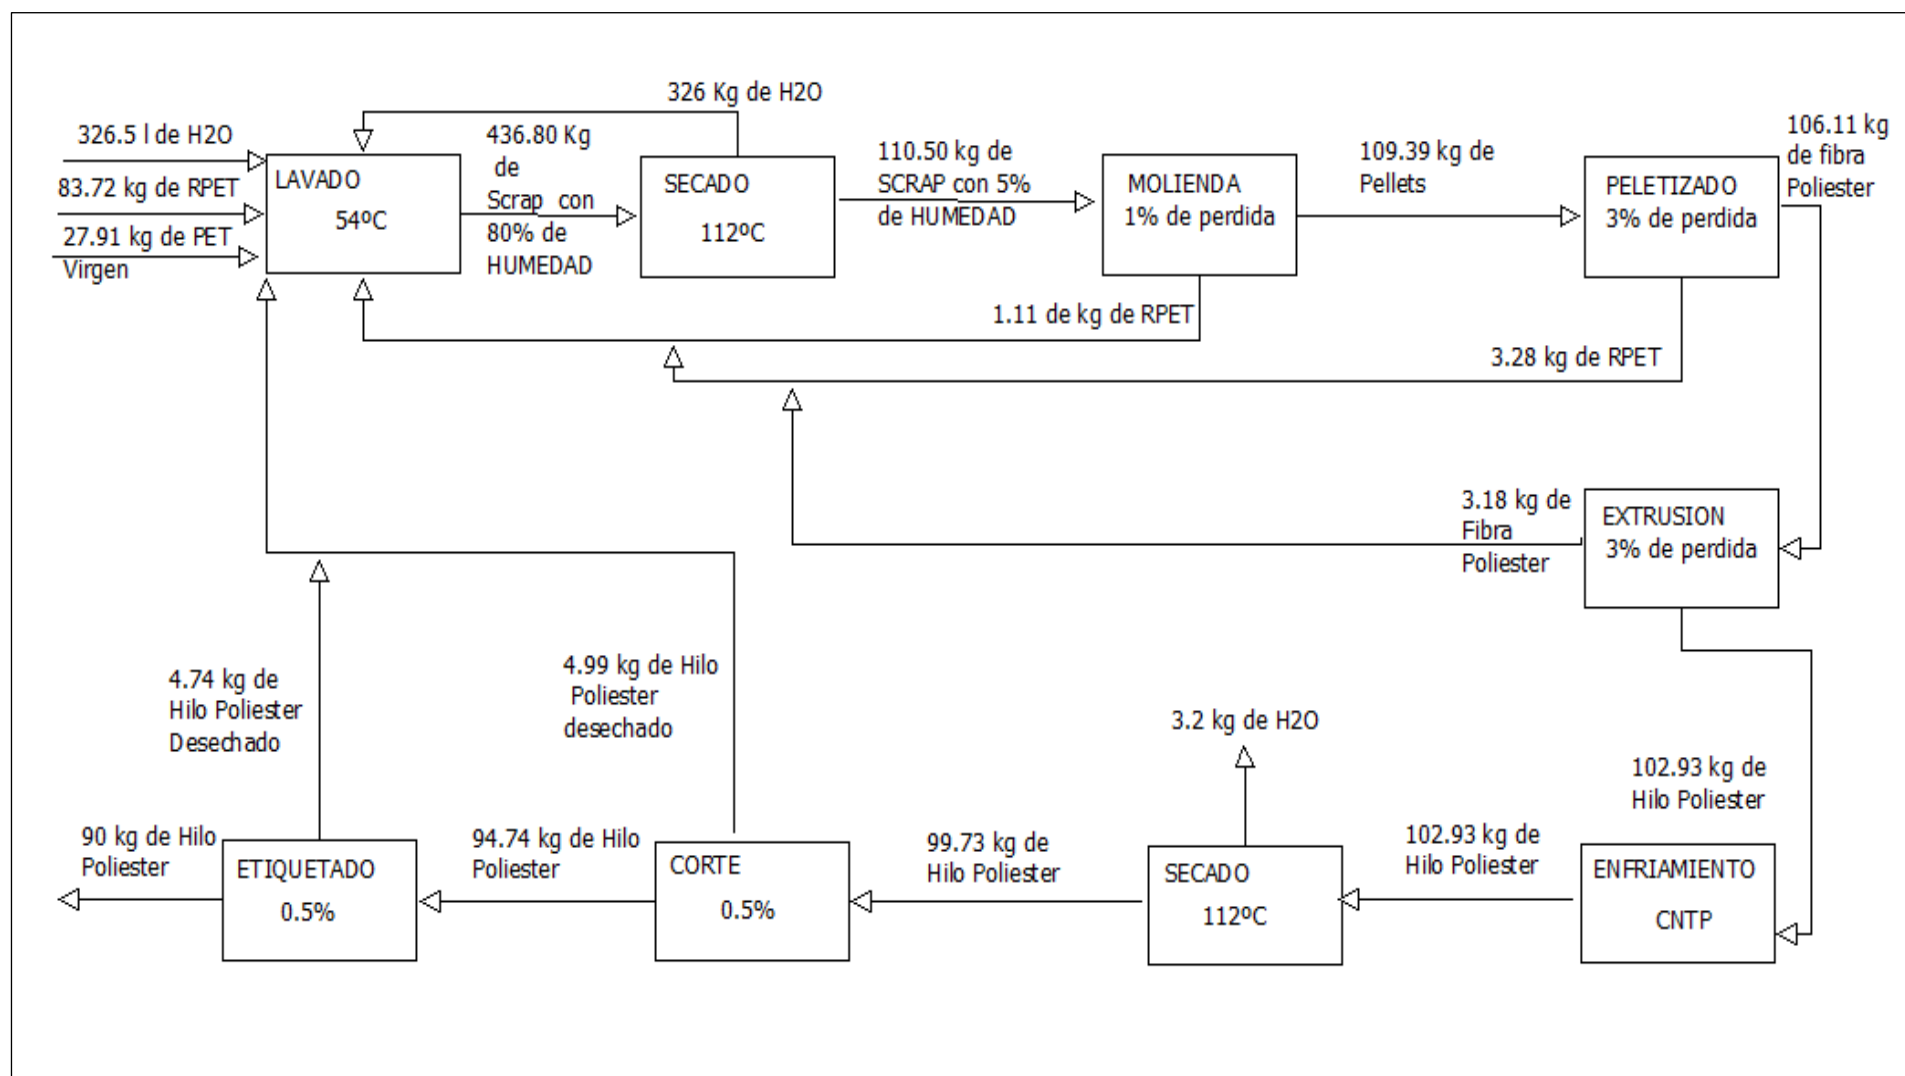 326 Kg de H2O
326.5 l de H2O
83.72 kg de RPET
27.91 kg de PET
Virgen
LAVADO
54ºC
436.80 Kg
de
Scrap con
80% de
HUMEDAD
SECADO
112ºC
110.50 kg de
SCRAP con 5%
de HUMEDAD
MOLIENDA
1% de perdida
109.39 kg de
Pellets
PELETIZADO
3% de perdida
106.11 kg
de fibra
Poliester
1.11 de kg de RPET
3.28 kg de RPET
3.18 kg de
Fibra
Poliester
EXTRUSION
3% de perdida
4.74 kg de
Hilo Poliester
Desechado
4.99 kg de Hilo
Poliester
desechado
3.2 kg de H2O
102.93 kg de
Hilo Poliester
90 kg de Hilo
Poliester
ETIQUETADO
0.5%
94.74 kg de Hilo
Poliester
CORTE
0.5%
99.73 kg de
Hilo Poliester
SECADO
112ºC
102.93 kg de
Hilo Poliester
ENFRIAMIENTO
CNTP